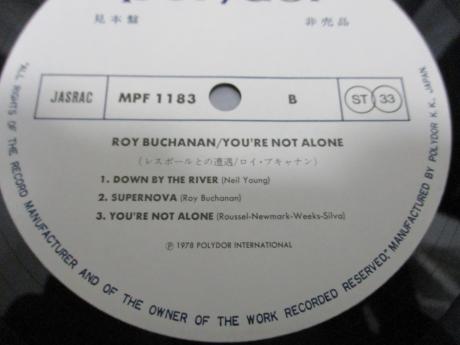 見本盤 非売品
JASRAC MPF 1183 B ST 33
ROY BUCHANAN/YOU'RE NOT ALONE
(レスポールとの遭遇/ロイ・ブキャナン)
1. DOWN BY THE RIVER (Neil Young)
2. SUPERNOVA (Roy Buchanan)
3. YOU'RE NOT ALONE (Roussel-Newmark-Weeks-Silva)
Ⓟ 1978 POLYDOR INTERNATIONAL
"ALL RIGHTS OF THE RECORD MANUFACTURER AND OF THE OWNER OF THE WORK RECORDED RESERVED." MANUFACTURED BY POLYDOR K.K., JAPAN